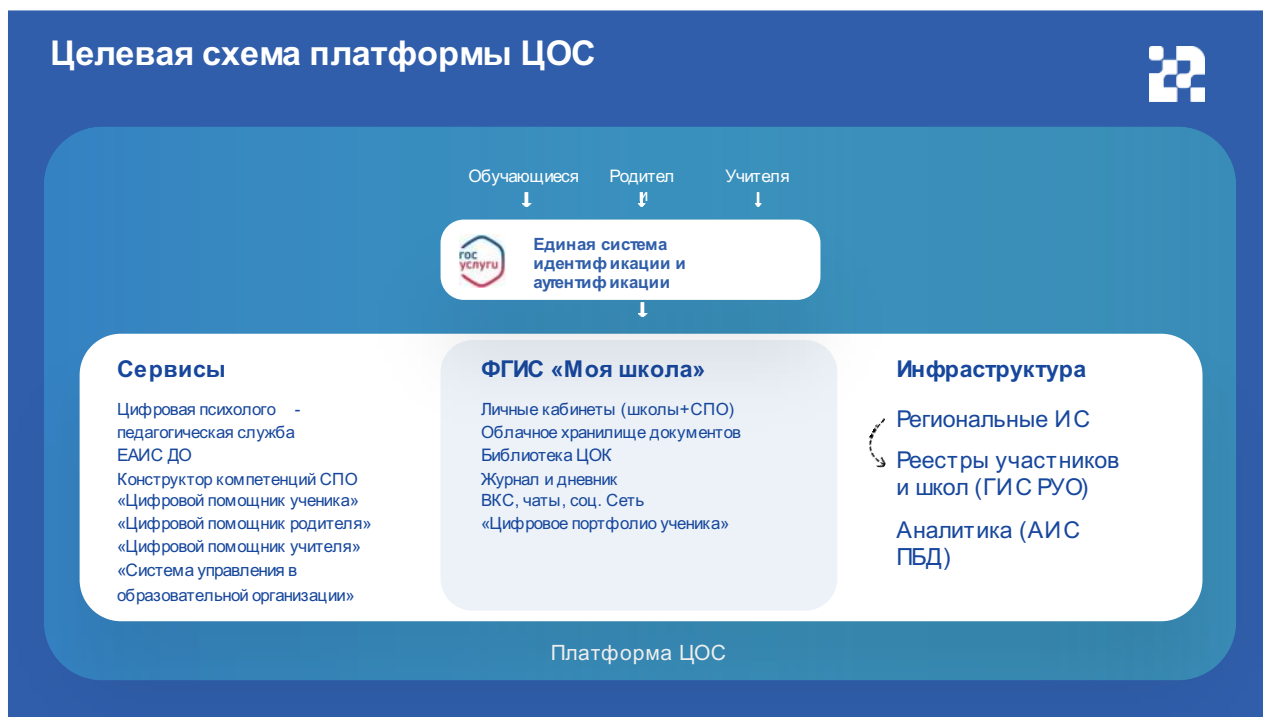 Целевая схема платформы ЦОС
Обучающиеся
Родител
и
Учителя
гос
услуги
Единая система
идентификации и
аутентификации
Сервисы
Цифровая психолого -
педагогическая служба
ЕАИС ДО
Конструктор компетенций СПО
«Цифровой помощник ученика»
«Цифровой помощник родителя»
«Цифровой помощник учителя»
«Система управления в
образовательной организации»
ФГИС «Моя школа»
Личные кабинеты (школы+СПО)
Облачное хранилище документов
Библиотека ЦОК
Журнал и дневник
ВКС, чаты, соц. Сеть
«Цифровое портфолио ученика»
Инфраструктура
Региональные ИС
Реестры участников
и школ (ГИС РУО)
Аналитика (АИС
ПБД)
Платформа ЦОС